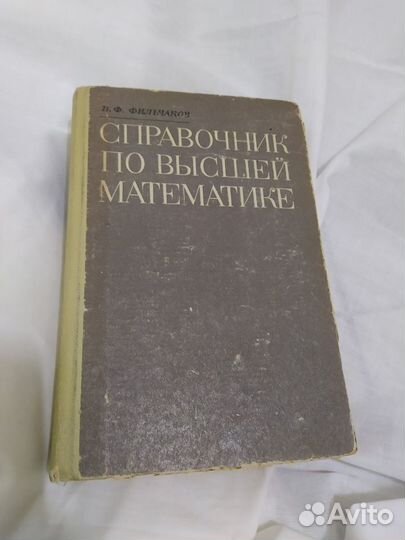 П. Ф. ФИЛЬЧАКОВ
СПРАВОЧНИК
ПО ВЫСШЕЙ
МАТЕМАТИКЕ
Avito